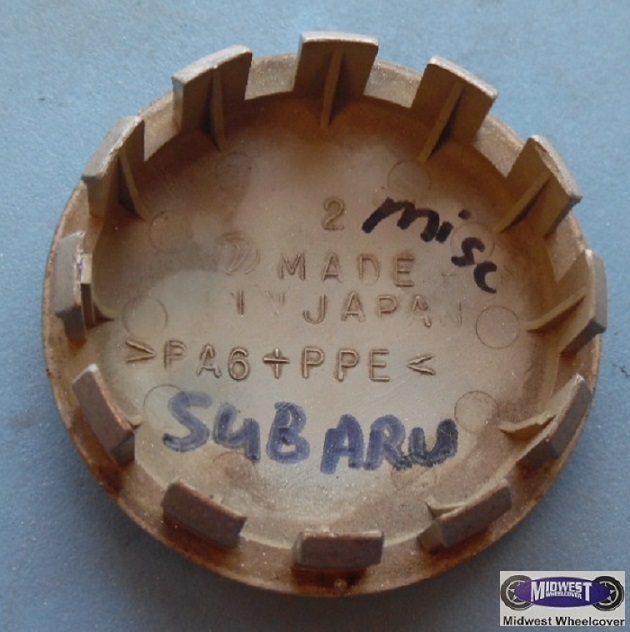 2 misc
MADE
IN JAPAN
>PA6+PPE<
SUBARU
MIDWEST
WHEELCOVER
Midwest Wheelcover